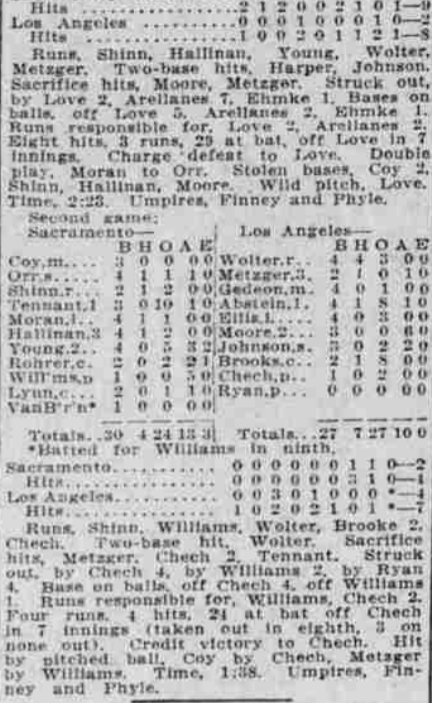 Hits ..............2 1 2 0 0 2 1 0 1—9
Los Angeles .......0 0 0 1 0 0 0 1 0—2
Hits ..............1 0 0 2 0 1 1 2 1—8
Runs, Shinn, Hallinan, Young, Wolter,
Metzger. Two-base hits, Harper, Johnson.
Sacrifice hits, Moore, Metzger. Struck out,
by Love 2, Arellanes 7, Ehmke 1. Bases on
balls, off Love 5, Arellanes 2, Ehmke 1.
Runs responsible for, Love 2, Arellanes 2.
Eight hits, 3 runs, 29 at bat, off Love in 7
innings. Charge defeat to Love. Double
play, Moran to Orr. Stolen bases, Coy 2,
Shinn, Hallinan, Moore. Wild pitch, Love.
Time, 2:23. Umpires, Finney and Phyle.
Second game:
Sacramento— Los Angeles—
B H O A E B H O A E
Coy,m.... 3 0 0 0 0 Wolter,r.. 4 4 3 0 0
Orr,s..... 4 1 1 1 0 Metzger,3. 2 1 0 1 0
Shinn,r... 2 1 2 0 0 Gedeon,m.. 4 0 1 0 0
Tennant,1 3 0 10 1 0 Abstein,1. 4 1 8 1 0
Moran,l.. 4 1 1 0 0 Ellis,l.... 4 0 3 0 0
Hallinan,3 4 1 2 0 0 Moore,2... 3 0 0 6 0
Young,2.. 4 0 5 3 2 Johnson,s. 3 0 2 2 0
Rohrer,c. 2 0 2 2 1 Brooks,c.. 2 1 8 0 0
Will'ms,p 1 0 0 5 0 Chech,p.. 1 0 2 0 0
Lynn,c... 2 0 1 1 0 Ryan,p... 0 0 0 0 0
VanB'r'n* 1 0 0 0 0
Totals..30 4 24 13 3 Totals...27 7 27 10 0
*Batted for Williams in ninth.
Sacramento............ 0 0 0 0 0 0 1 1 0—2
Hits................ 0 0 0 0 0 0 3 1 0—4
Los Angeles........... 0 0 3 0 1 0 0 0 *—4
Hits................ 1 0 2 0 2 1 0 1 *—7
Runs, Shinn, Williams, Wolter, Brooke 2,
Chech. Two-base hit, Wolter. Sacrifice
hits, Metzger, Chech 2, Tennant. Struck
out, by Chech 4, by Williams 2, by Ryan
4. Base on balls, off Chech 4, off Williams
1. Runs responsible for, Williams, Chech 2.
Four runs, 4 hits, 24 at bat off Chech
in 7 innings (taken out in eighth, 3 on
none out). Credit victory to Chech. Hit
by pitched ball, Coy by Chech, Metzger
by Williams. Time, 1:38. Umpires, Fin-
ney and Phyle.